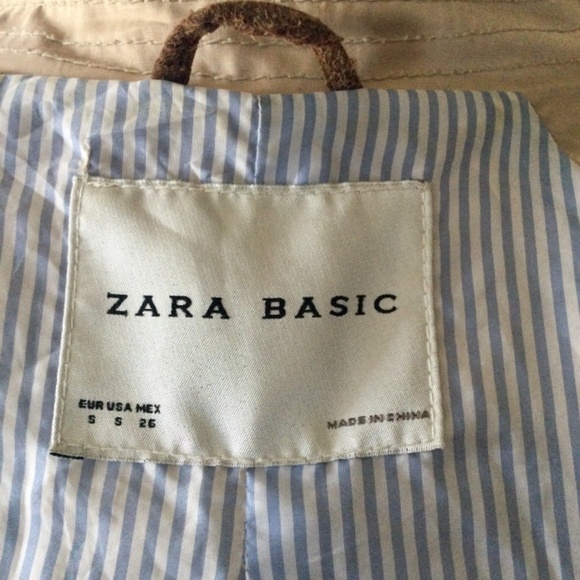 ZARA BASIC
EUR USA MEX
S S 26
MADE IN CHINA